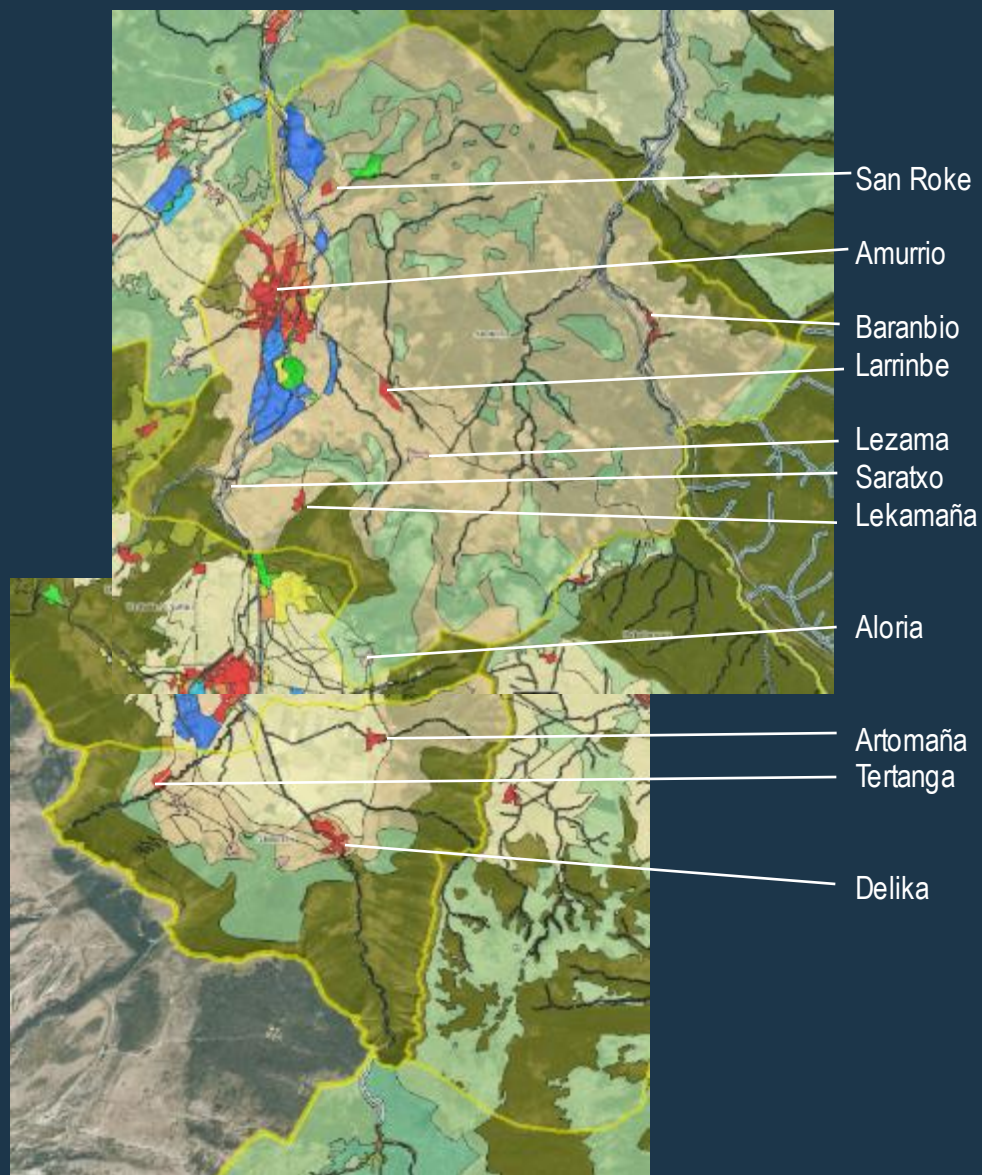 San Roke
Amurrio
Baranbio
Larrinbe
Lezama
Saratxo
Lekamaña
Aloria
Artomaña
Tertanga
Delika